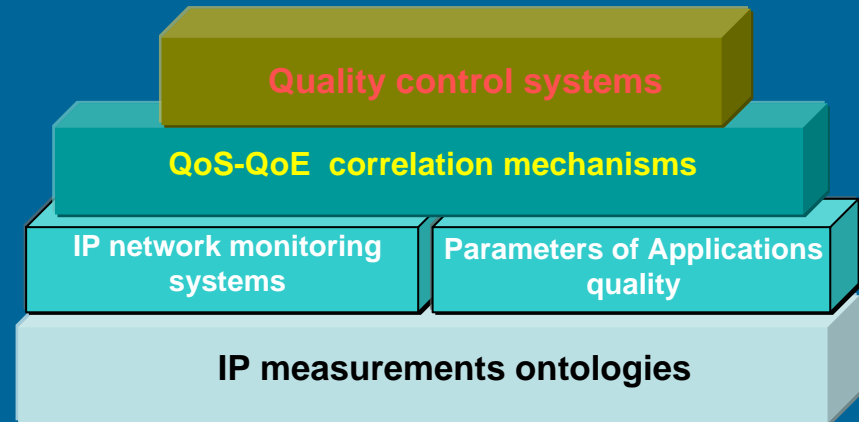 Quality control systems
QoS-QoE correlation mechanisms
IP network monitoring
systems
Parameters of Applications
quality
IP measurements ontologies